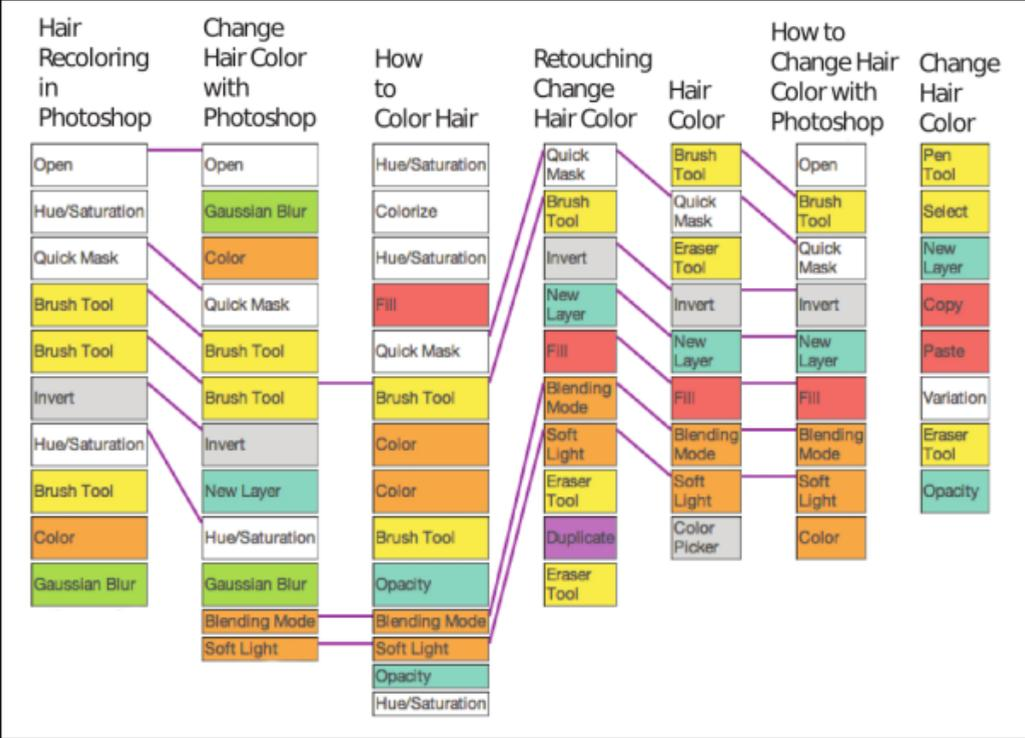 Hair
Recoloring
in
Photoshop
Open
Hue/Saturation
Quick Mask
Brush Tool
Brush Tool
Invert
Hue/Saturation
Brush Tool
Color
Gaussian Blur
Change
Hair Color
with
Photoshop
Open
Gaussian Blur
Color
Quick Mask
Brush Tool
Brush Tool
Invert
New Layer
Hue/Saturation
Gaussian Blur
Blending Mode
Soft Light
How
to
Color Hair
Hue/Saturation
Colorize
Hue/Saturation
Fill
Quick Mask
Brush Tool
Color
Color
Brush Tool
Opacity
Blending Mode
Soft Light
Opacity
Hue/Saturation
Retouching
Change
Hair Color
Quick
Mask
Brush
Tool
Invert
New
Layer
Fill
Blending
Mode
Soft
Light
Eraser
Tool
Duplicate
Eraser
Tool
Hair
Color
Brush
Tool
Quick
Mask
Eraser
Tool
Invert
New
Layer
Fill
Blending
Mode
Soft
Light
Color
Picker
How to
Change Hair
Color with
Photoshop
Open
Brush
Tool
Quick
Mask
Invert
New
Layer
Fill
Blending
Mode
Soft
Light
Color
Change
Hair
Color
Pen
Tool
Select
New
Layer
Copy
Paste
Variation
Eraser
Tool
Opacity